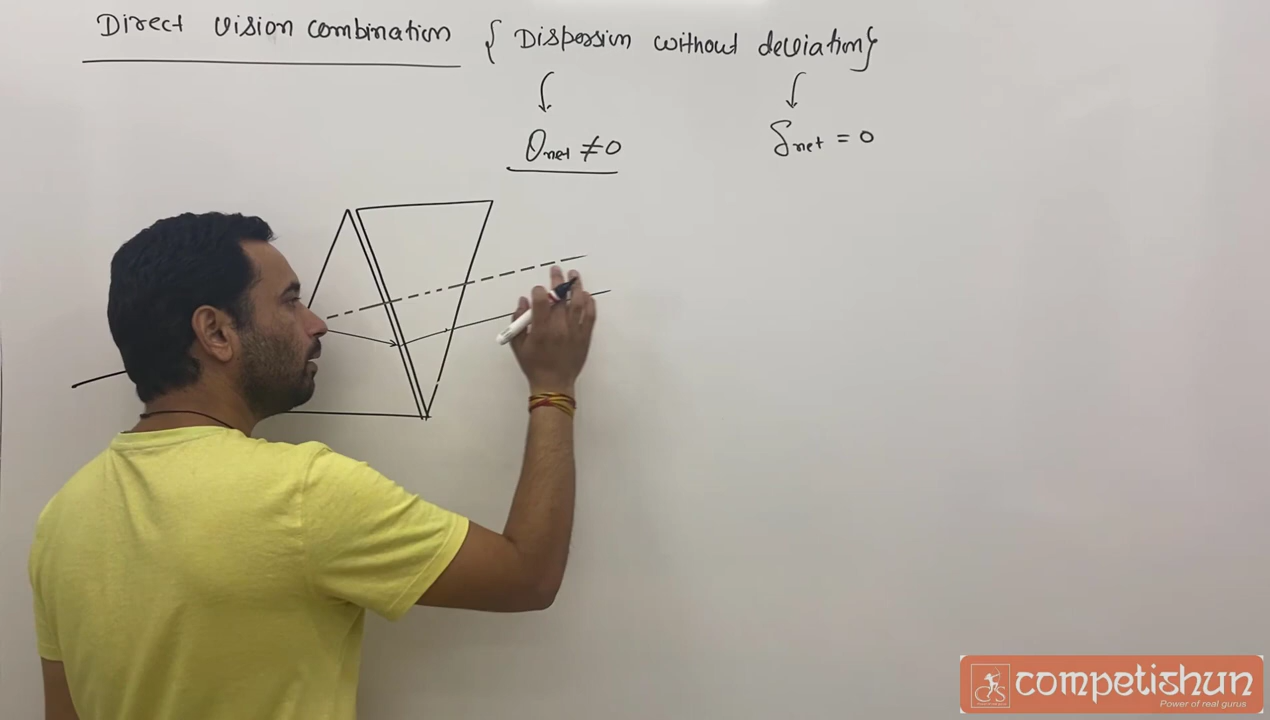 Direct vision combination { Dispersion without deviation}
θnet ≠ 0
δnet = 0
competishun
Power of real gurus